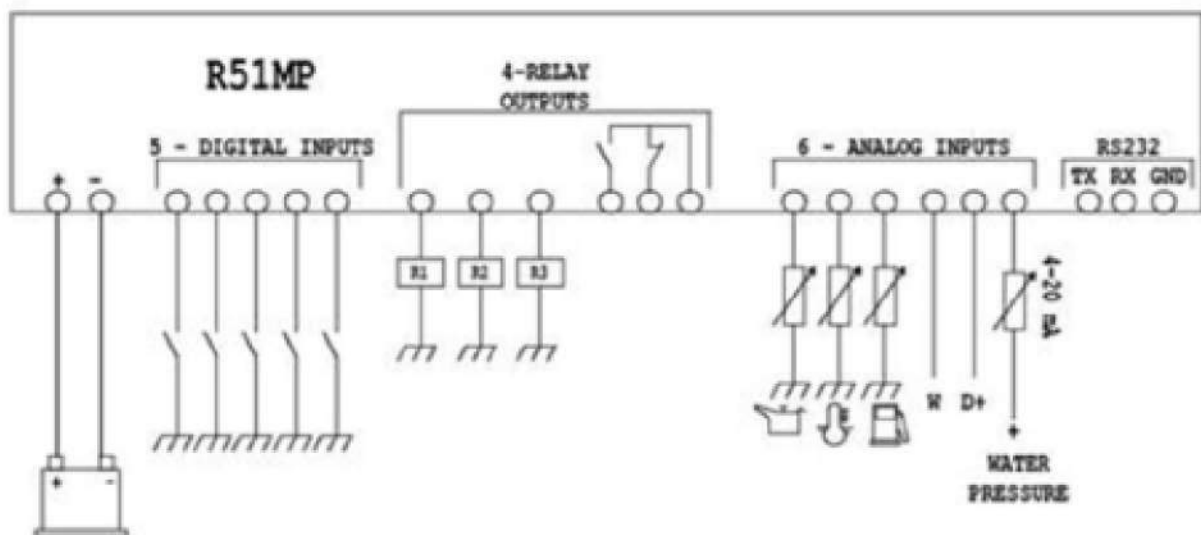 R51MP
4-RELAY
OUTPUTS
5 - DIGITAL INPUTS
6 - ANALOG INPUTS
RS232
TX RX GND
+ -
R1 R2 R3
4-20 mA
W D+
+
WATER
PRESSURE
+ -